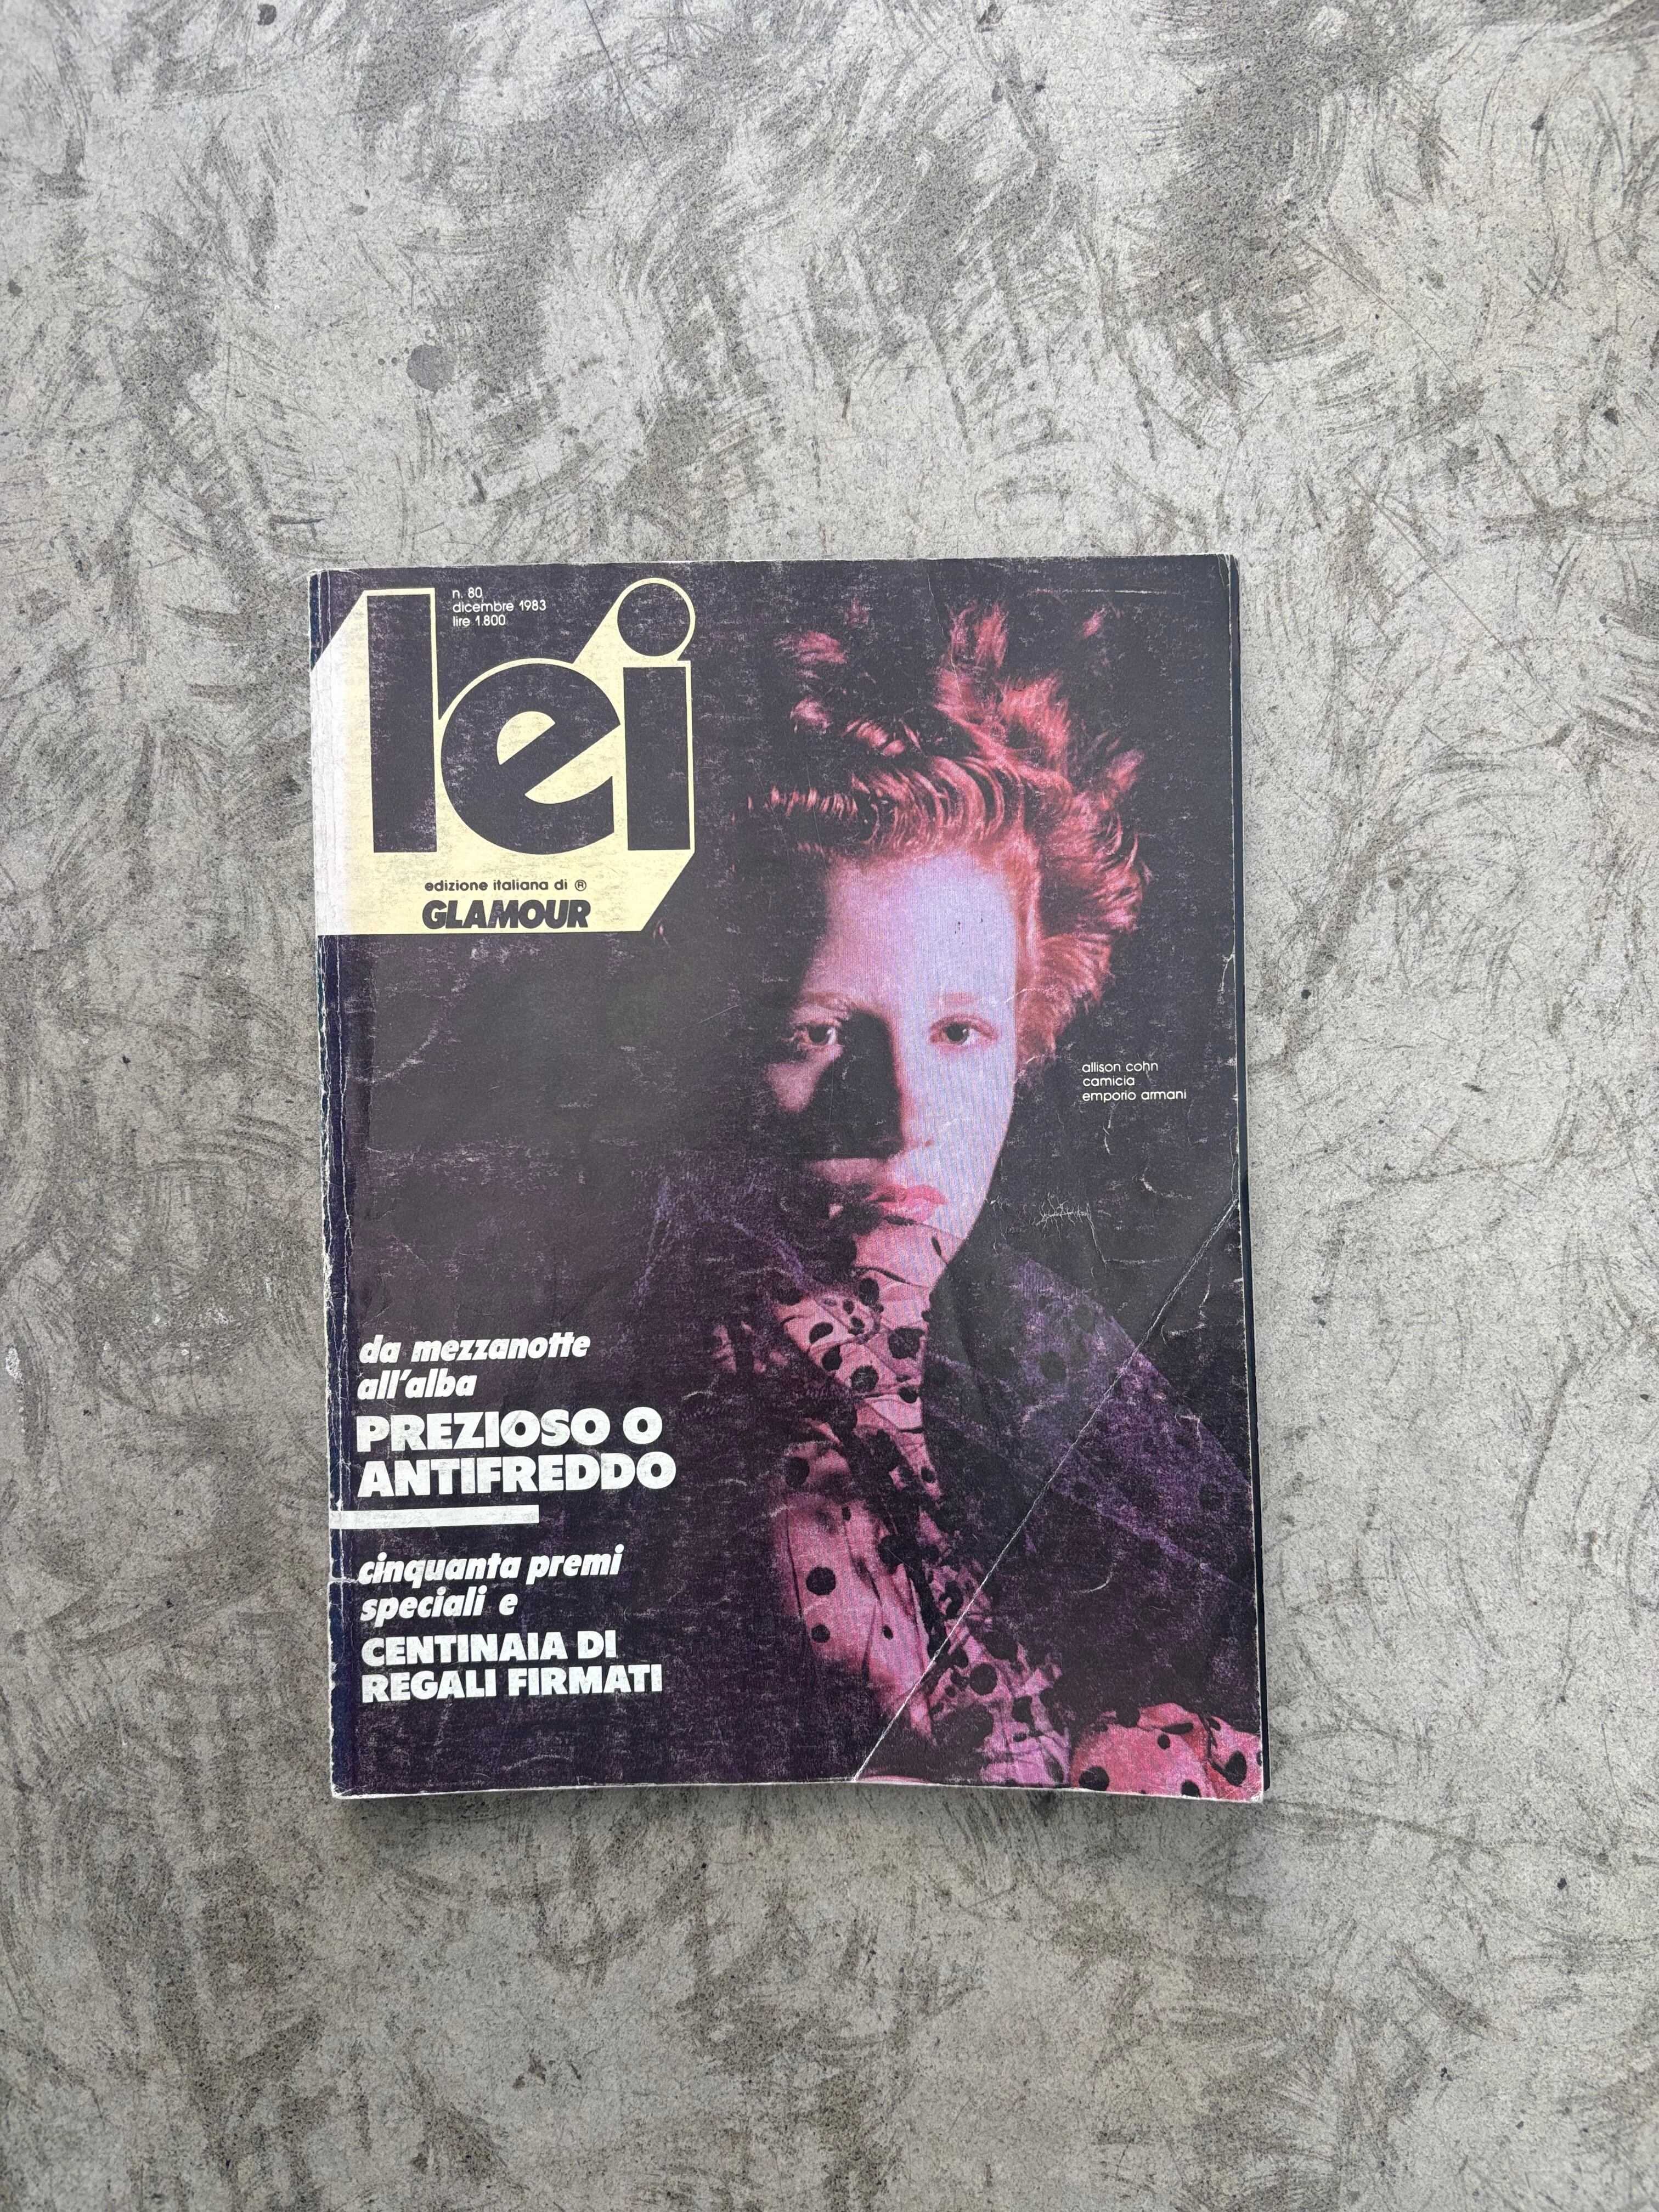 n. 80
dicembre 1983
lire 1.800
lei
edizione italiana di ®
GLAMOUR
allison cohn
camicia
emporio armani
da mezzanotte
all'alba
PREZIOSO O
ANTIFREDDO
cinquanta premi
speciali e
CENTINAIA DI
REGALI FIRMATI